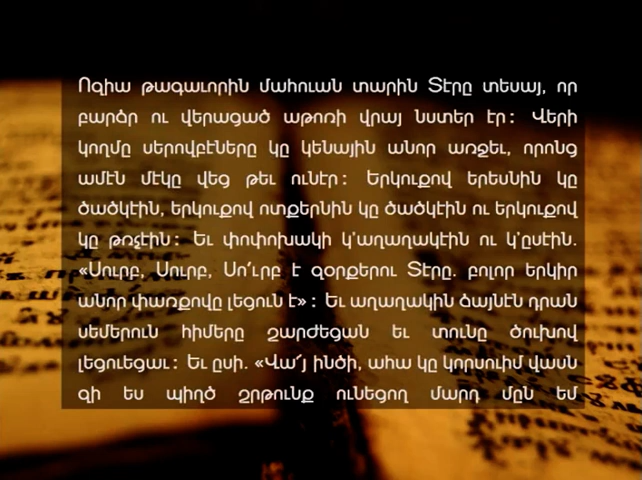 Ոզիա թագաւորին մահուան տարին Տէրը տեսայ, որ
բարձր ու վերացած աթոռի վրայ նստեր էր։ Վերի
կողմը սերովբէները կը կենային անոր առջեւ, որոնց
ամէն մէկը վեց թեւ ունէր։ Երկուքով երեսնին կը
ծածկէին, երկուքով ոտքերնին կը ծածկէին ու երկուքով
կը թռչէին։ Եւ փոփոխակի կ՚աղաղակէին ու կ՚ըսէին.
«Սուրբ, Սուրբ, Սո՜ւրբ է զօրքերու Տէրը. բոլոր երկիր
անոր փառքովը լեցուն է»։ Եւ աղաղակին ձայնէն դրան
սեմերուն հիմերը շարժեցան եւ տունը ծուխով
լեցուեցաւ։ Եւ ըսի. «Վա՜յ ինծի, ահա կը կորսուիմ վասն
զի ես պիղծ շրթունք ունեցող մարդ մըն եմ